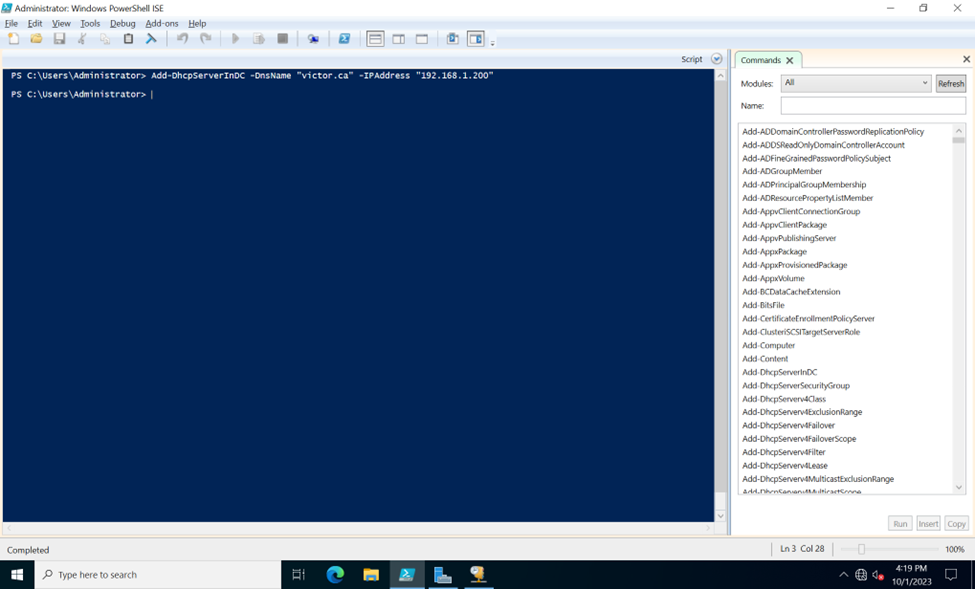 Administrator: Windows PowerShell ISE
File Edit View Tools Debug Add-ons Help
Script
PS C:\Users\Administrator> Add-DhcpServerInDC -DnsName "victor.ca" -IPAddress "192.168.1.200"
PS C:\Users\Administrator>
Commands
Modules: All Refresh
Name:
Add-ADDomainControllerPasswordReplicationPolicy
Add-ADDSReadOnlyDomainControllerAccount
Add-ADFineGrainedPasswordPolicySubject
Add-ADGroupMember
Add-ADPrincipalGroupMembership
Add-ADResourcePropertyListMember
Add-AppvClientConnectionGroup
Add-AppvClientPackage
Add-AppvPublishingServer
Add-AppxPackage
Add-AppxProvisionedPackage
Add-AppxVolume
Add-BCDataCacheExtension
Add-BitsFile
Add-CertificateEnrollmentPolicyServer
Add-ClusteriSCSITargetServerRole
Add-Computer
Add-Content
Add-DhcpServerInDC
Add-DhcpServerSecurityGroup
Add-DhcpServerv4Class
Add-DhcpServerv4ExclusionRange
Add-DhcpServerv4Failover
Add-DhcpServerv4FailoverScope
Add-DhcpServerv4Filter
Add-DhcpServerv4Lease
Add-DhcpServerv4MulticastExclusionRange
Add-DhcpServerv4MulticastScope
Run Insert Copy
Completed
Ln 3 Col 28
100%
Type here to search
4:19 PM
10/1/2023